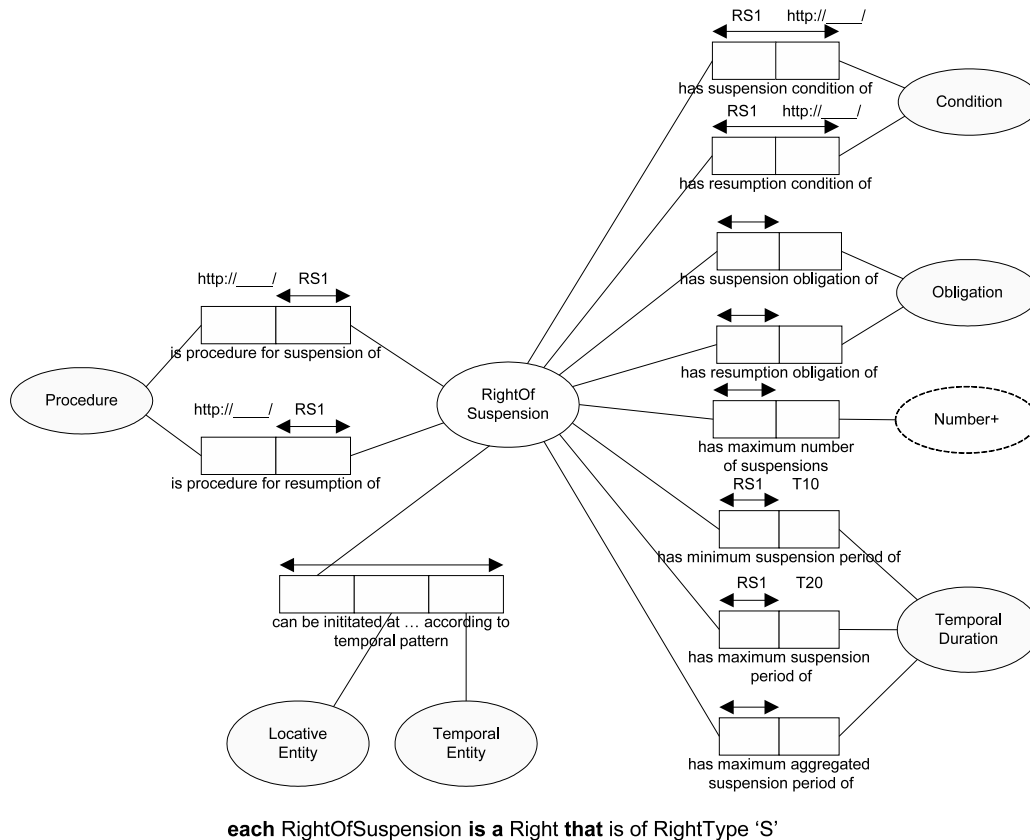 RS1 http://____/
has suspension condition of
RS1 http://____/
has resumption condition of
Condition
has suspension obligation of
has resumption obligation of
Obligation
http://____/ RS1
is procedure for suspension of
Procedure
http://____/ RS1
is procedure for resumption of
RightOf
Suspension
has maximum number
of suspensions
Number+
RS1 T10
has minimum suspension period of
RS1 T20
has maximum suspension
period of
Temporal
Duration
has maximum aggregated
suspension period of
can be inititated at … according to
temporal pattern
Locative
Entity
Temporal
Entity
each RightOfSuspension is a Right that is of RightType ‘S’